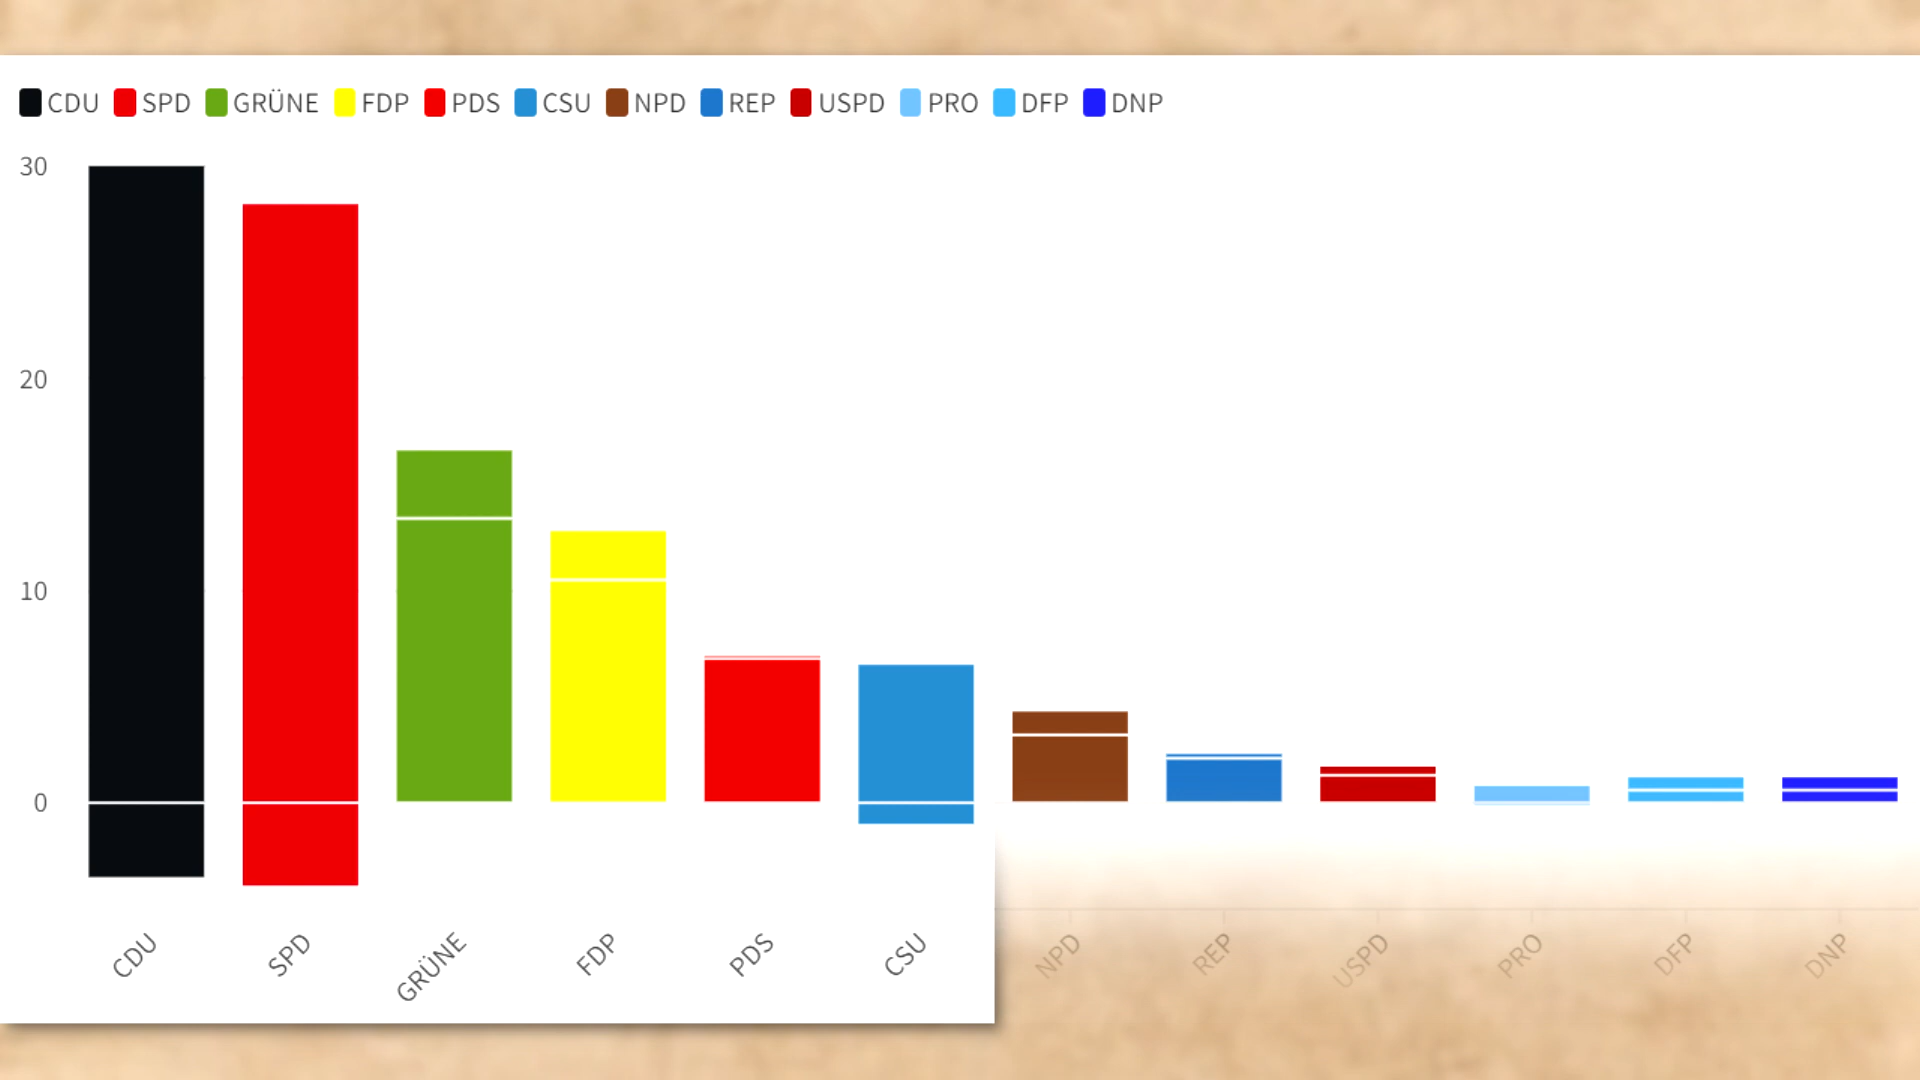 CDU SPD GRÜNE FDP PDS CSU NPD REP USPD PRO DFP DNP
30
20
10
0
CDU SPD GRÜNE FDP PDS CSU NPD REP USPD PRO DFP DNP